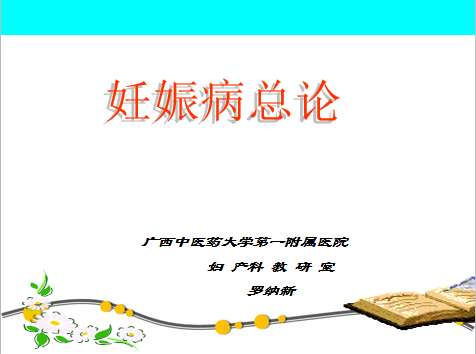 妊娠病总论
广西中医药大学第一附属医院
妇 产科 教 研 室
罗纳新